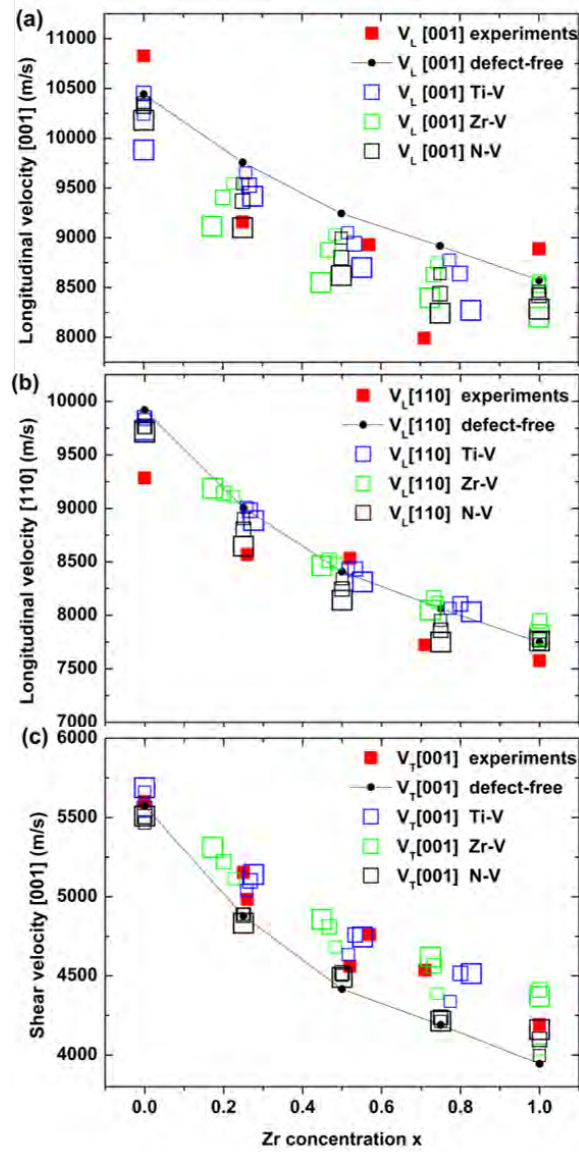 (a)
11000
10500
10000
9500
9000
8500
8000
Longitudinal velocity [001] (m/s)
V_L [001] experiments
V_L [001] defect-free
V_L [001] Ti-V
V_L [001] Zr-V
V_L [001] N-V
(b)
10000
9500
9000
8500
8000
7500
7000
Longitudinal velocity [110] (m/s)
V_L[110] experiments
V_L[110] defect-free
V_L[110] Ti-V
V_L[110] Zr-V
V_L[110] N-V
(c)
6000
5500
5000
4500
4000
Shear velocity [001] (m/s)
V_T[001] experiments
V_T[001] defect-free
V_T[001] Ti-V
V_T[001] Zr-V
V_T[001] N-V
0.0 0.2 0.4 0.6 0.8 1.0
Zr concentration x